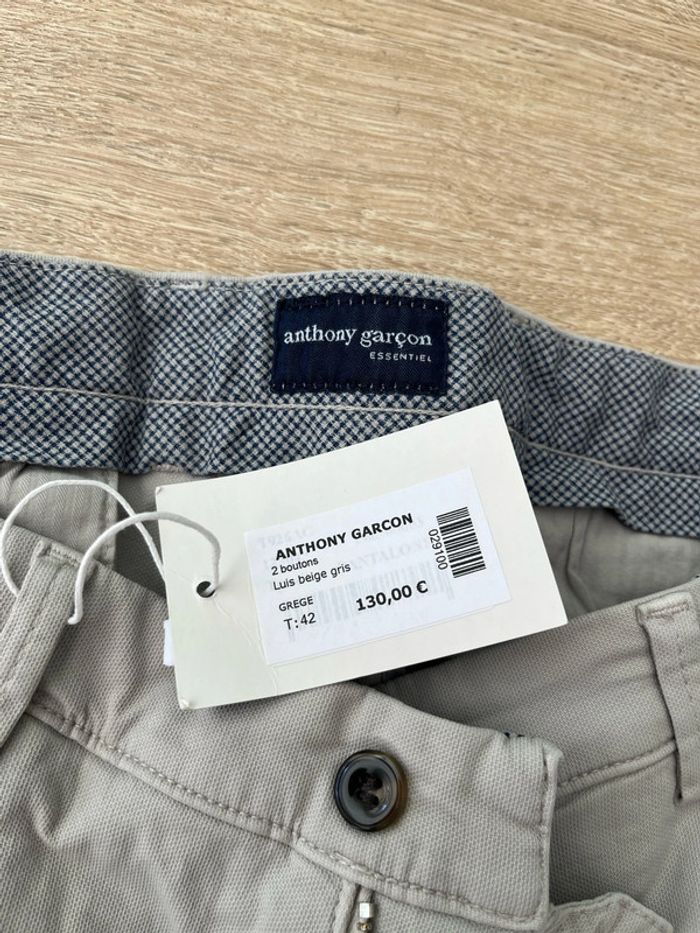 anthony garçon
ESSENTIEL
ANTHONY GARCON
2 boutons
Luis beige gris
GREGE
130,00 €
T:42
029100